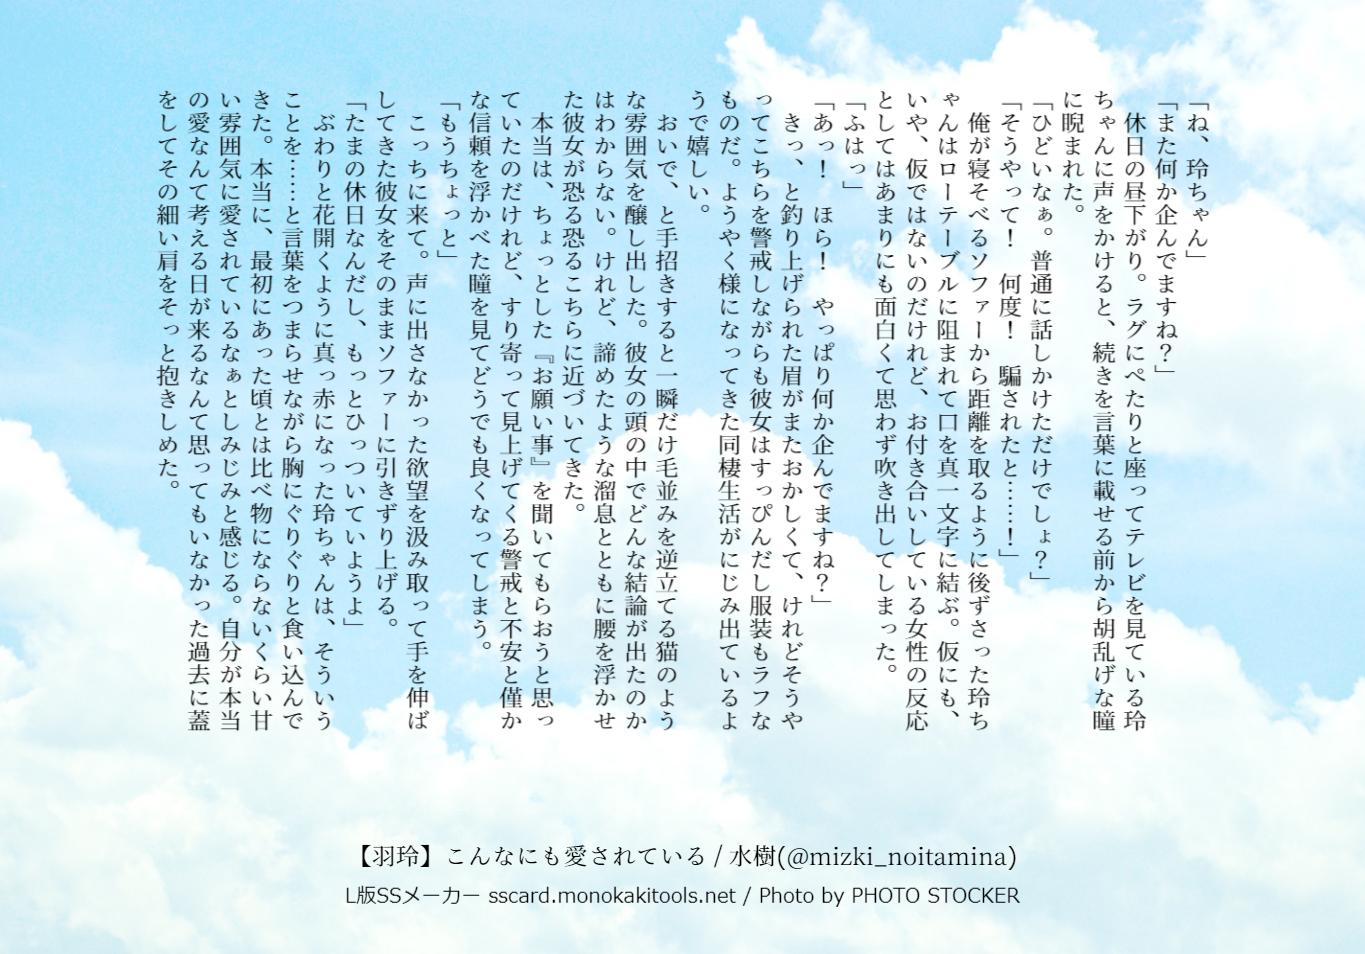 「ね、玲ちゃん」
「また何か企んでますね？」
　休日の昼下がり。ラグにぺたりと座ってテレビを見ている玲
ちゃんに声をかけると、続きを言葉に載せる前から胡乱げな瞳
に睨まれた。
「ひどいなぁ。普通に話しかけただけでしょ？」
「そうやって！　何度！　騙されたと……！」
　俺が寝そべるソファーから距離を取るように後ずさった玲ち
ゃんはローテーブルに阻まれて口を真一文字に結ぶ。仮にも、
いや、仮ではないのだけれど、お付き合いしている女性の反応
としてはあまりにも面白くて思わず吹き出してしまった。
「ふはっ」
「あっ！　ほら！　やっぱり何か企んでますね？」
　きっ、と釣り上げられた眉がまたおかしくて、けれどそうや
ってこちらを警戒しながらも彼女はすっぴんだし服装もラフな
ものだ。ようやく様になってきた同棲生活がにじみ出ているよ
うで嬉しい。
　おいで、と手招きすると一瞬だけ毛並みを逆立てる猫のよう
な雰囲気を醸し出した。彼女の頭の中でどんな結論が出たのか
はわからない。けれど、諦めたような溜息とともに腰を浮かせ
た彼女が恐る恐るこちらに近づいてきた。
　本当は、ちょっとした『お願い事』を聞いてもらおうと思っ
ていたのだけれど、すり寄って見上げてくる警戒と不安と僅か
な信頼を浮かべた瞳を見てどうでも良くなってしまう。
「もうちょっと」
　こっちに来て。声に出さなかった欲望を汲み取って手を伸ば
してきた彼女をそのままソファーに引きずり上げる。
「たまの休日なんだし、もっとひっついていようよ」
　ぶわりと花開くように真っ赤になった玲ちゃんは、そういう
ことを……と言葉をつまらせながら胸にぐりぐりと食い込んで
きた。本当に、最初にあった頃とは比べ物にならないくらい甘
い雰囲気に愛されているなぁとしみじみと感じる。自分が本当
の愛なんて考える日が来るなんて思ってもいなかった過去に蓋
をしてその細い肩をそっと抱きしめた。
【羽玲】こんなにも愛されている / 水樹(@mizki_noitamina)
L版SSメーカー sscard.monokakitools.net / Photo by PHOTO STOCKER